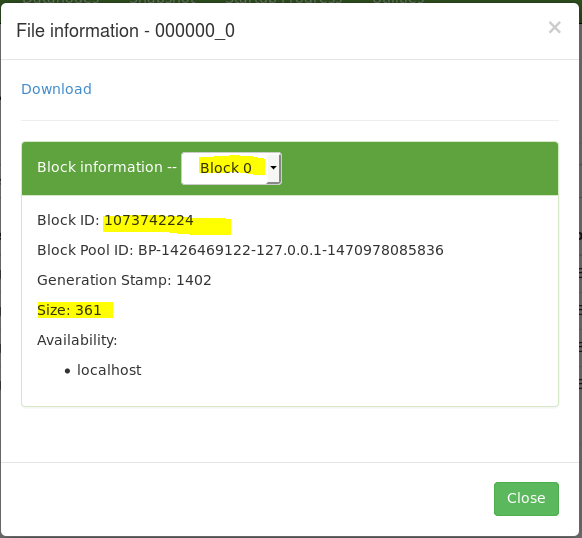 File information - 000000_0
×
Download
Block information -- Block 0
Block ID: 1073742224
Block Pool ID: BP-1426469122-127.0.0.1-1470978085836
Generation Stamp: 1402
Size: 361
Availability:
• localhost
Close